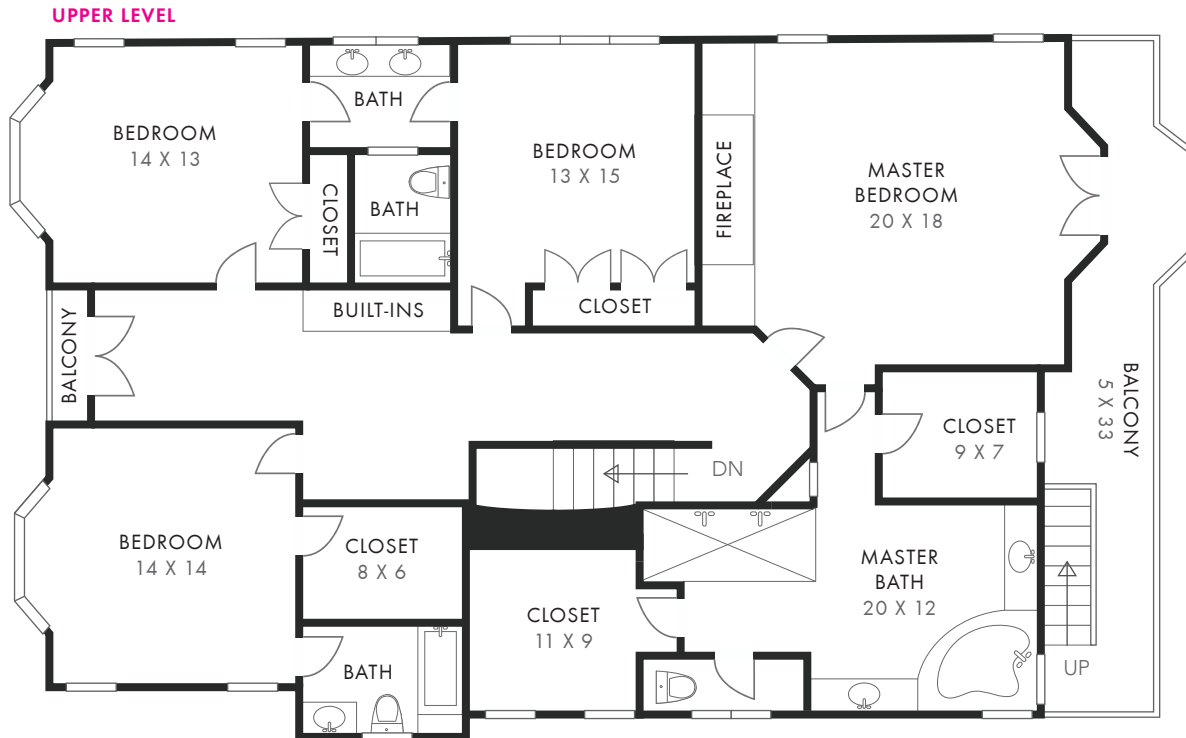 UPPER LEVEL
BEDROOM
14 X 13
BATH
BEDROOM
13 X 15
FIREPLACE
MASTER
BEDROOM
20 X 18
CLOSET
BATH
BUILT-INS
CLOSET
BALCONY
BALCONY
5 X 33
CLOSET
9 X 7
DN
BEDROOM
14 X 14
CLOSET
8 X 6
CLOSET
11 X 9
MASTER
BATH
20 X 12
BATH
UP